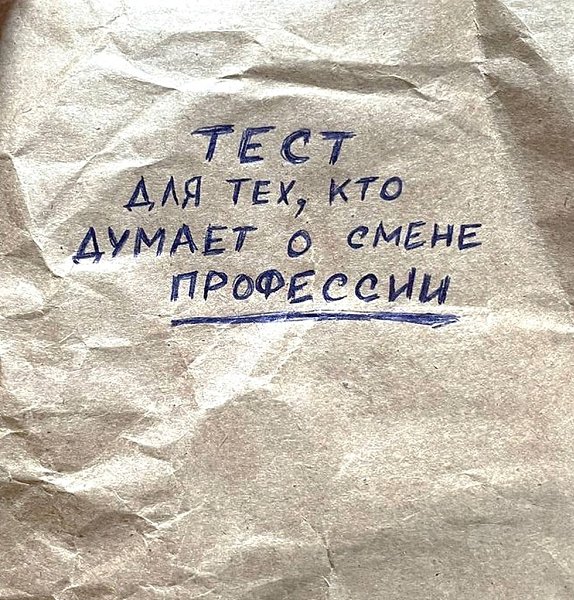 ТЕСТ
ДЛЯ ТЕХ, КТО
ДУМАЕТ О СМЕНЕ
ПРОФЕССИИ